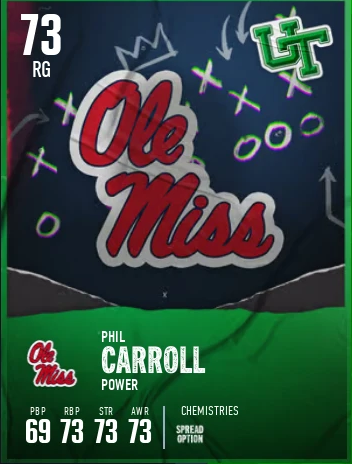 73
RG
UT
Ole
Miss
Ole
Miss
PHIL
CARROLL
POWER
PBP RBP STR AWR
69 73 73 73
CHEMISTRIES
SPREAD
OPTION